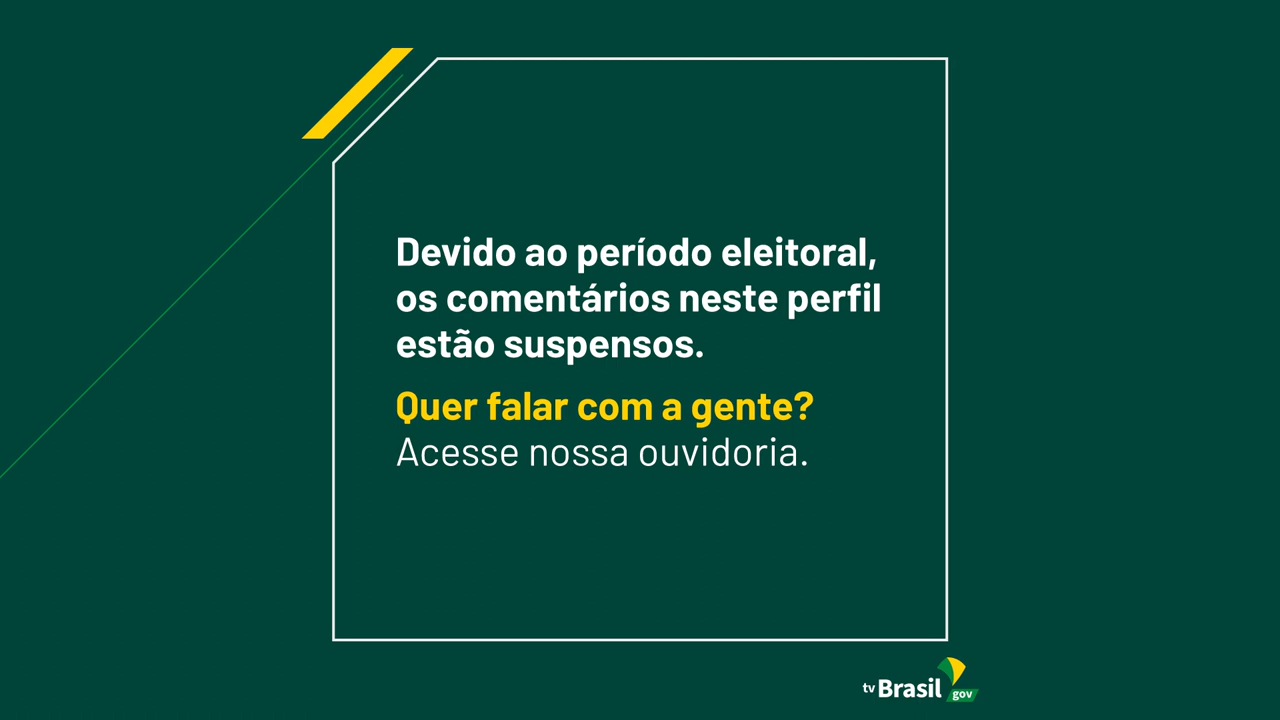 Devido ao período eleitoral,
os comentários neste perfil
estão suspensos.
Quer falar com a gente?
Acesse nossa ouvidoria.
tv Brasil gov